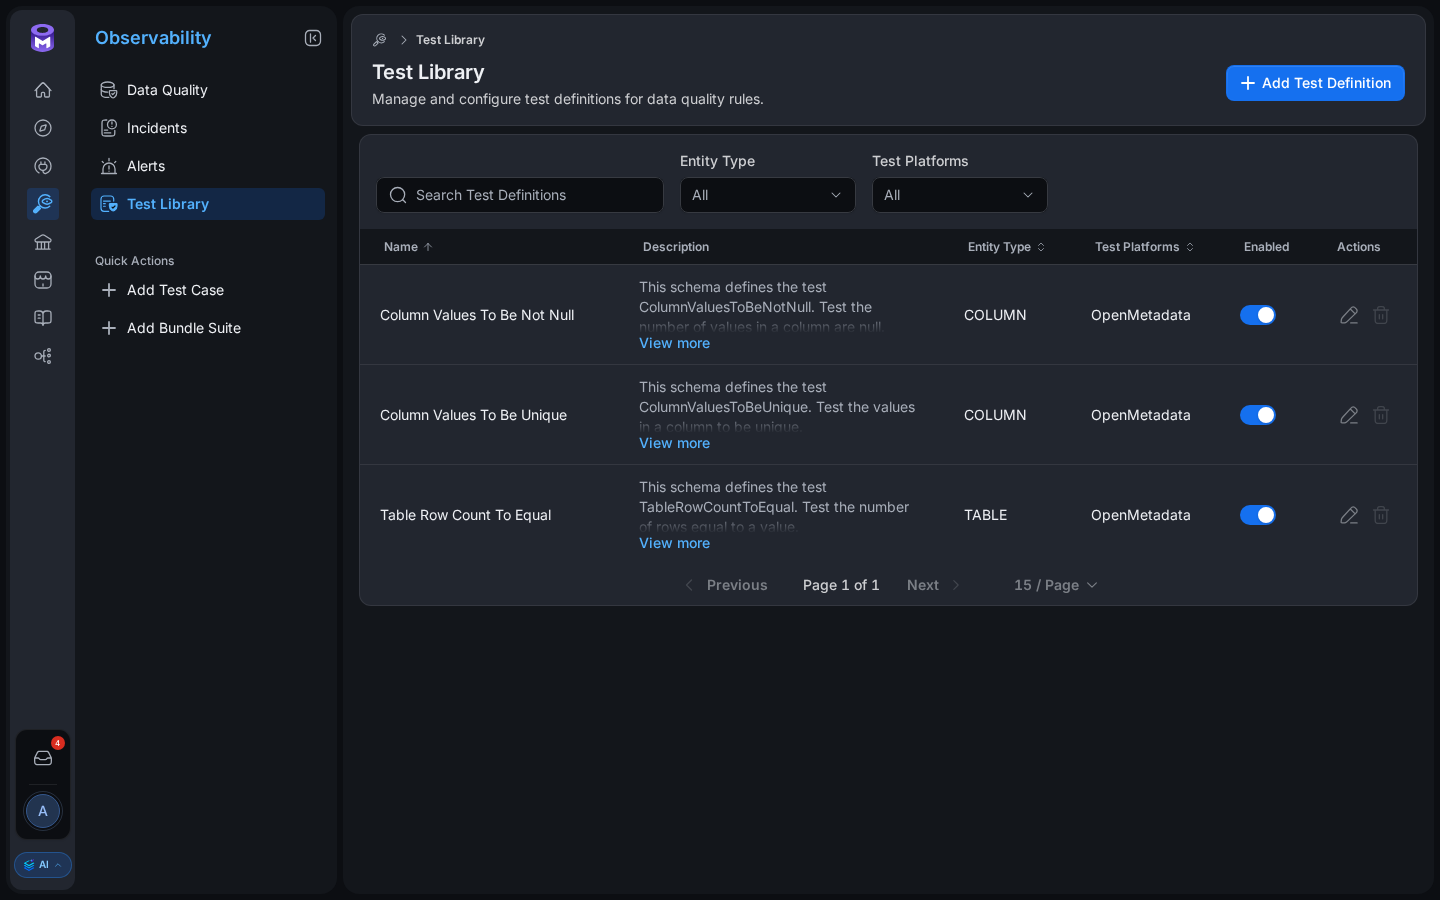 Observability
Data Quality
Incidents
Alerts
Test Library
Quick Actions
Add Test Case
Add Bundle Suite
4
A
AI
Test Library
Test Library
Manage and configure test definitions for data quality rules.
Add Test Definition
Entity Type
Test Platforms
Search Test Definitions
All
All
Name
Description
Entity Type
Test Platforms
Enabled
Actions
Column Values To Be Not Null
This schema defines the test
ColumnValuesToBeNotNull. Test the
number of values in a column are null.
View more
COLUMN
OpenMetadata
Column Values To Be Unique
This schema defines the test
ColumnValuesToBeUnique. Test the values
in a column to be unique.
View more
COLUMN
OpenMetadata
Table Row Count To Equal
This schema defines the test
TableRowCountToEqual. Test the number
of rows equal to a value.
View more
TABLE
OpenMetadata
Previous
Page 1 of 1
Next
15 / Page